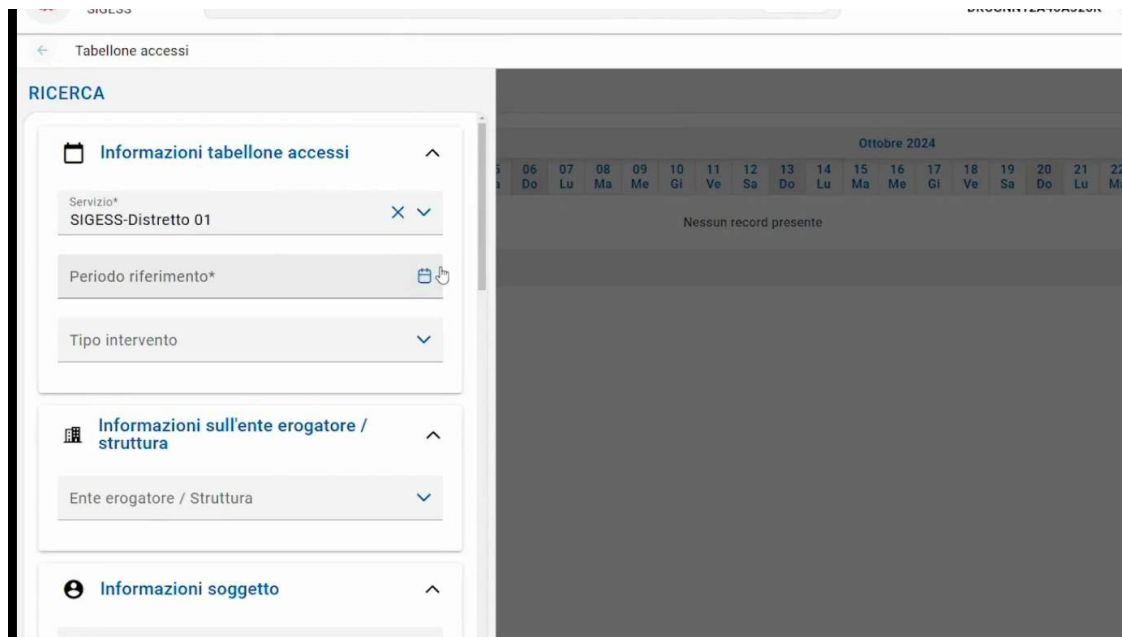 SIGESS
Tabellone accessi
RICERCA
Informazioni tabellone accessi
Servizio*
SIGESS-Distretto 01
Periodo riferimento*
Tipo intervento
Informazioni sull'ente erogatore /
struttura
Ente erogatore / Struttura
Informazioni soggetto
Ottobre 2024
06 07 08 09 10 11 12 13 14 15 16 17 18 19 20 21 22
Do Lu Ma Me Gi Ve Sa Do Lu Ma Me Gi Ve Sa Do Lu
Nessun record presente